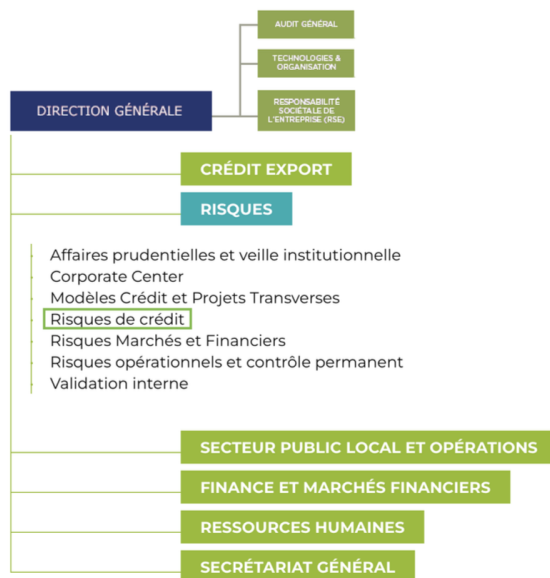 AUDIT GÉNÉRAL
TECHNOLOGIES &
ORGANISATION
DIRECTION GÉNÉRALE
RESPONSABILITÉ
SOCIÉTALE DE
L'ENTREPRISE (RSE)
CRÉDIT EXPORT
RISQUES
Affaires prudentielles et veille institutionnelle
Corporate Center
Modèles Crédit et Projets Transverses
Risques de crédit
Risques Marchés et Financiers
Risques opérationnels et contrôle permanent
Validation interne
SECTEUR PUBLIC LOCAL ET OPÉRATIONS
FINANCE ET MARCHÉS FINANCIERS
RESSOURCES HUMAINES
SECRÉTARIAT GÉNÉRAL